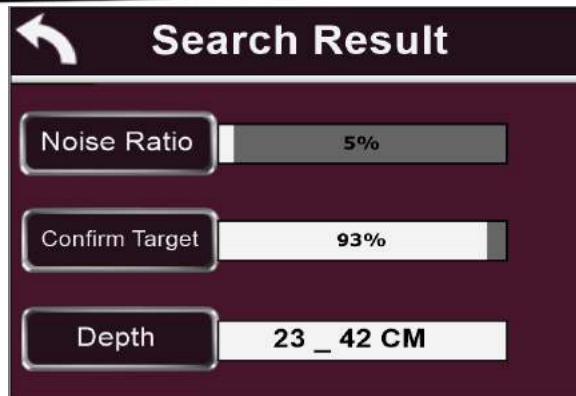 Search Result
Noise Ratio 5%
Confirm Target 93%
Depth 23 _ 42 CM